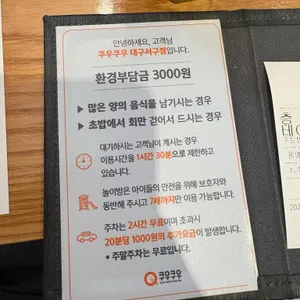 안녕하세요, 고객님
쿠우쿠우 대구서구점입니다.
환경부담금 3000원
▶ 많은 양의 음식을 남기시는 경우
▶ 초밥에서 회만 걷어서 드시는 경우
대기하시는 고객님이 계시는 경우
이용시간을 1시간 30분으로 제한하고
있습니다.
놀이방은 아이들의 안전을 위해 보호자와
동반해 주시고 7세까지만 이용 가능합니다.
주차는 2시간 무료이며 초과시
20분당 1000원의 추가요금이 발생합니다.
* 주말주차는 무료입니다.
쿠우쿠우